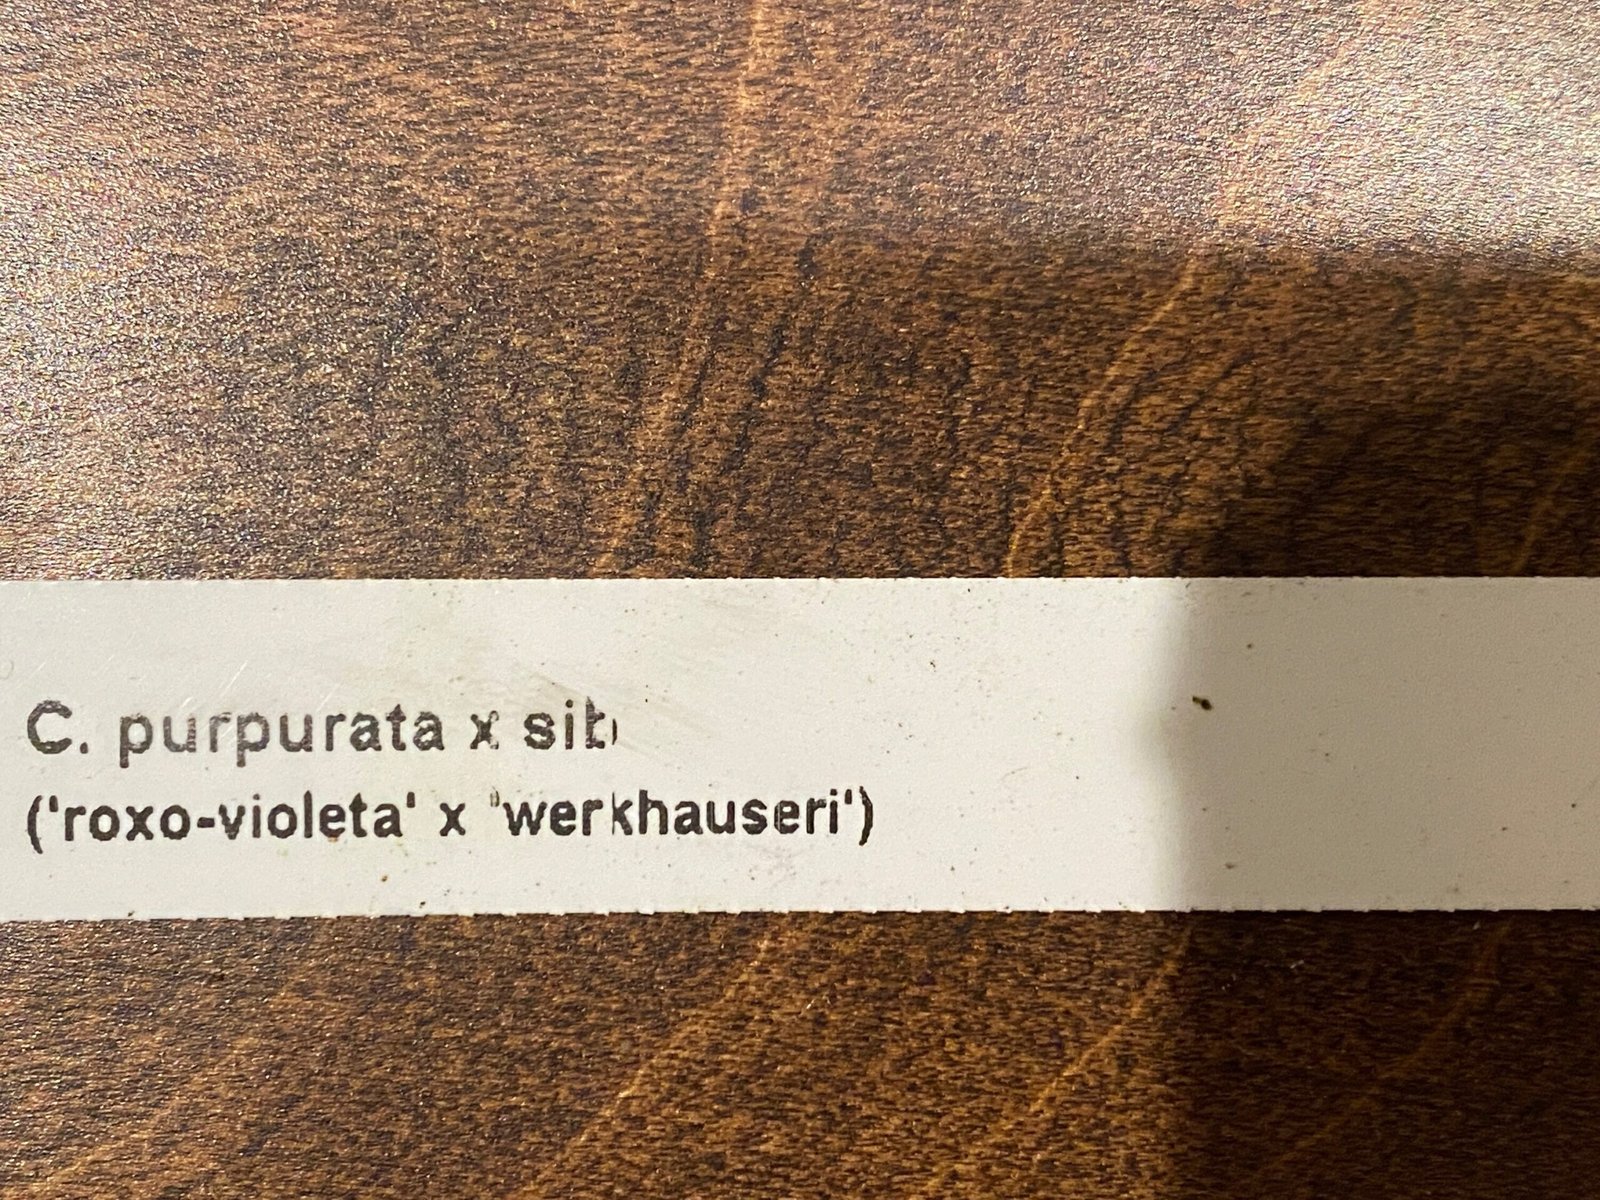 C. purpurata x sib
('roxo-violeta' x 'werkhauseri')